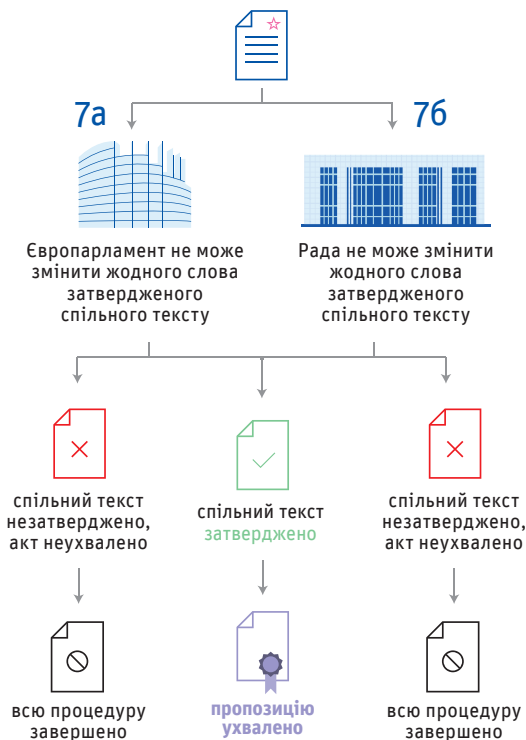 7а
7б
Європарламент не може
змінити жодного слова
затвердженого
спільного тексту
Рада не може змінити
жодного слова
затвердженого
спільного тексту
спільний текст
незатверджено,
акт неухвалено
спільний текст
затверджено
спільний текст
незатверджено,
акт неухвалено
всю процедуру
завершено
пропозицію
ухвалено
всю процедуру
завершено